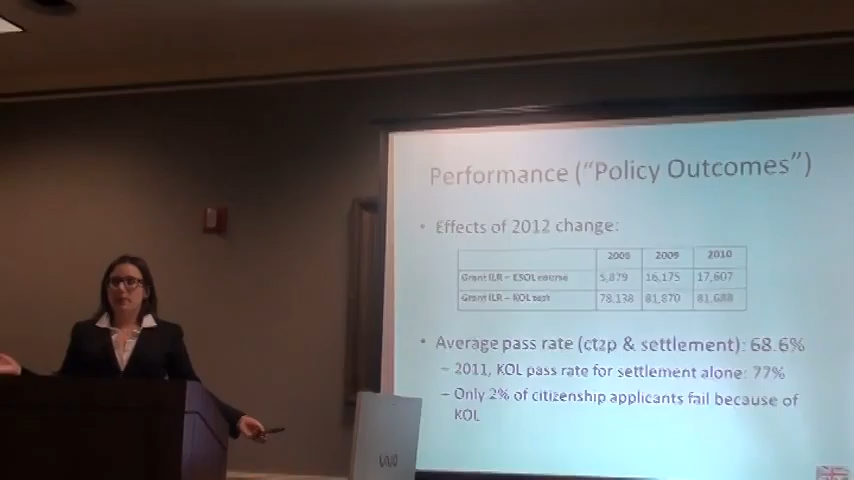 Performance ("Policy Outcomes")
• Effects of 2012 change:
2008 2009 2010
Grant ILR – ESOL course 5,879 16,175 17,607
Grant ILR – KOL test 78,138 81,870 81,688
• Average pass rate (ctzp & settlement): 68.6%
– 2011, KOL pass rate for settlement alone: 77%
– Only 2% of citizenship applicants fail because of
KOL